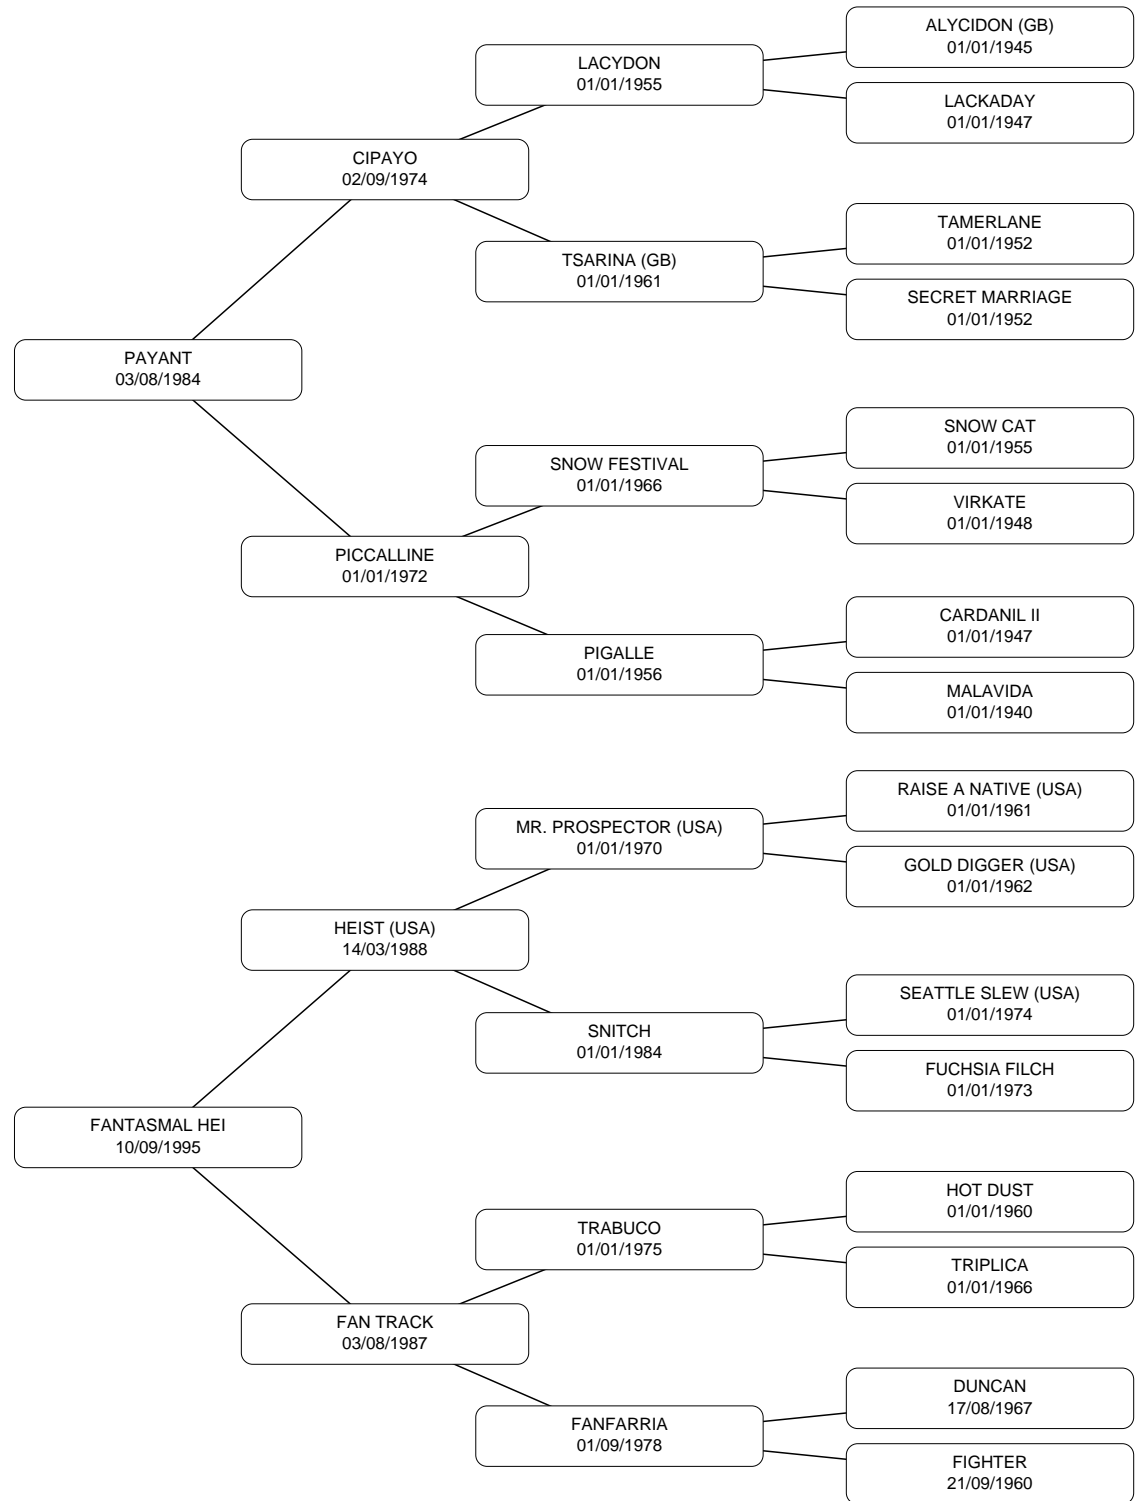 ALYCIDON (GB)
01/01/1945
LACYDON
01/01/1955
LACKADAY
01/01/1947
CIPAYO
02/09/1974
TAMERLANE
01/01/1952
TSARINA (GB)
01/01/1961
SECRET MARRIAGE
01/01/1952
PAYANT
03/08/1984
SNOW CAT
01/01/1955
SNOW FESTIVAL
01/01/1966
VIRKATE
01/01/1948
PICCALLINE
01/01/1972
CARDANIL II
01/01/1947
PIGALLE
01/01/1956
MALAVIDA
01/01/1940
RAISE A NATIVE (USA)
01/01/1961
MR. PROSPECTOR (USA)
01/01/1970
GOLD DIGGER (USA)
01/01/1962
HEIST (USA)
14/03/1988
SEATTLE SLEW (USA)
01/01/1974
SNITCH
01/01/1984
FUCHSIA FILCH
01/01/1973
FANTASMAL HEI
10/09/1995
HOT DUST
01/01/1960
TRABUCO
01/01/1975
TRIPLICA
01/01/1966
FAN TRACK
03/08/1987
DUNCAN
17/08/1967
FANFARRIA
01/09/1978
FIGHTER
21/09/1960